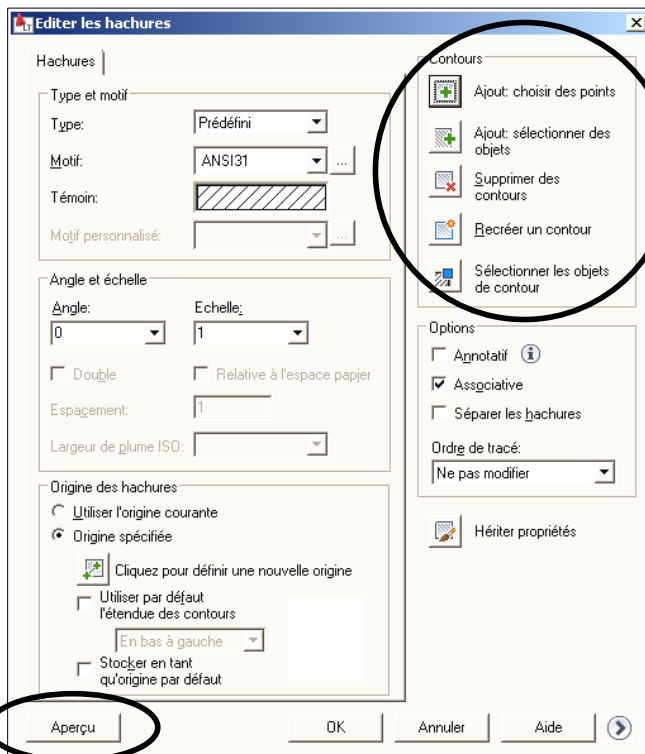 Editer les hachures
Hachures
Type et motif
Type:
Prédéfini
Motif:
ANSI31
...
Témoin:
Motif personnalisé:
...
Angle et échelle
Angle:
Echelle:
0
1
Double
Relative à l'espace papier
Espacement:
1
Largeur de plume ISO:
Origine des hachures
Utiliser l'origine courante
Origine spécifiée
Cliquez pour définir une nouvelle origine
Utiliser par défaut
l'étendue des contours
En bas à gauche
Stocker en tant
qu'origine par défaut
Contours
Ajout: choisir des points
Ajout: sélectionner des
objets
Supprimer des
contours
Recréer un contour
Sélectionner les objets
de contour
Options
Annotatif
Associative
Séparer les hachures
Ordre de tracé:
Ne pas modifier
Hériter propriétés
Aperçu
OK
Annuler
Aide